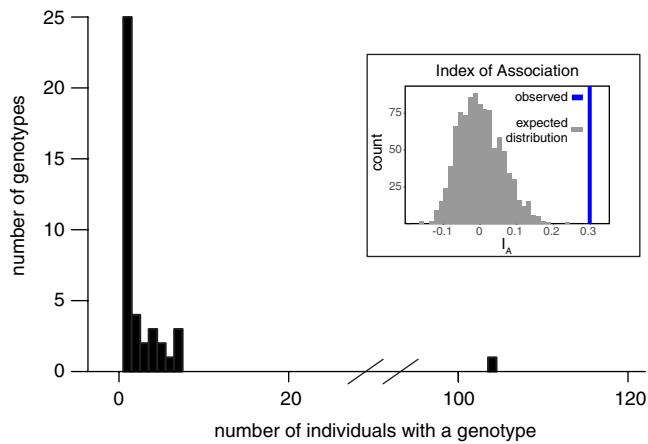 number of genotypes
25
20
15
10
5
0
0
20
100
120
number of individuals with a genotype
Index of Association
observed
expected
distribution
count
75
50
25
-0.1
0
0.1
0.2
0.3
I_A